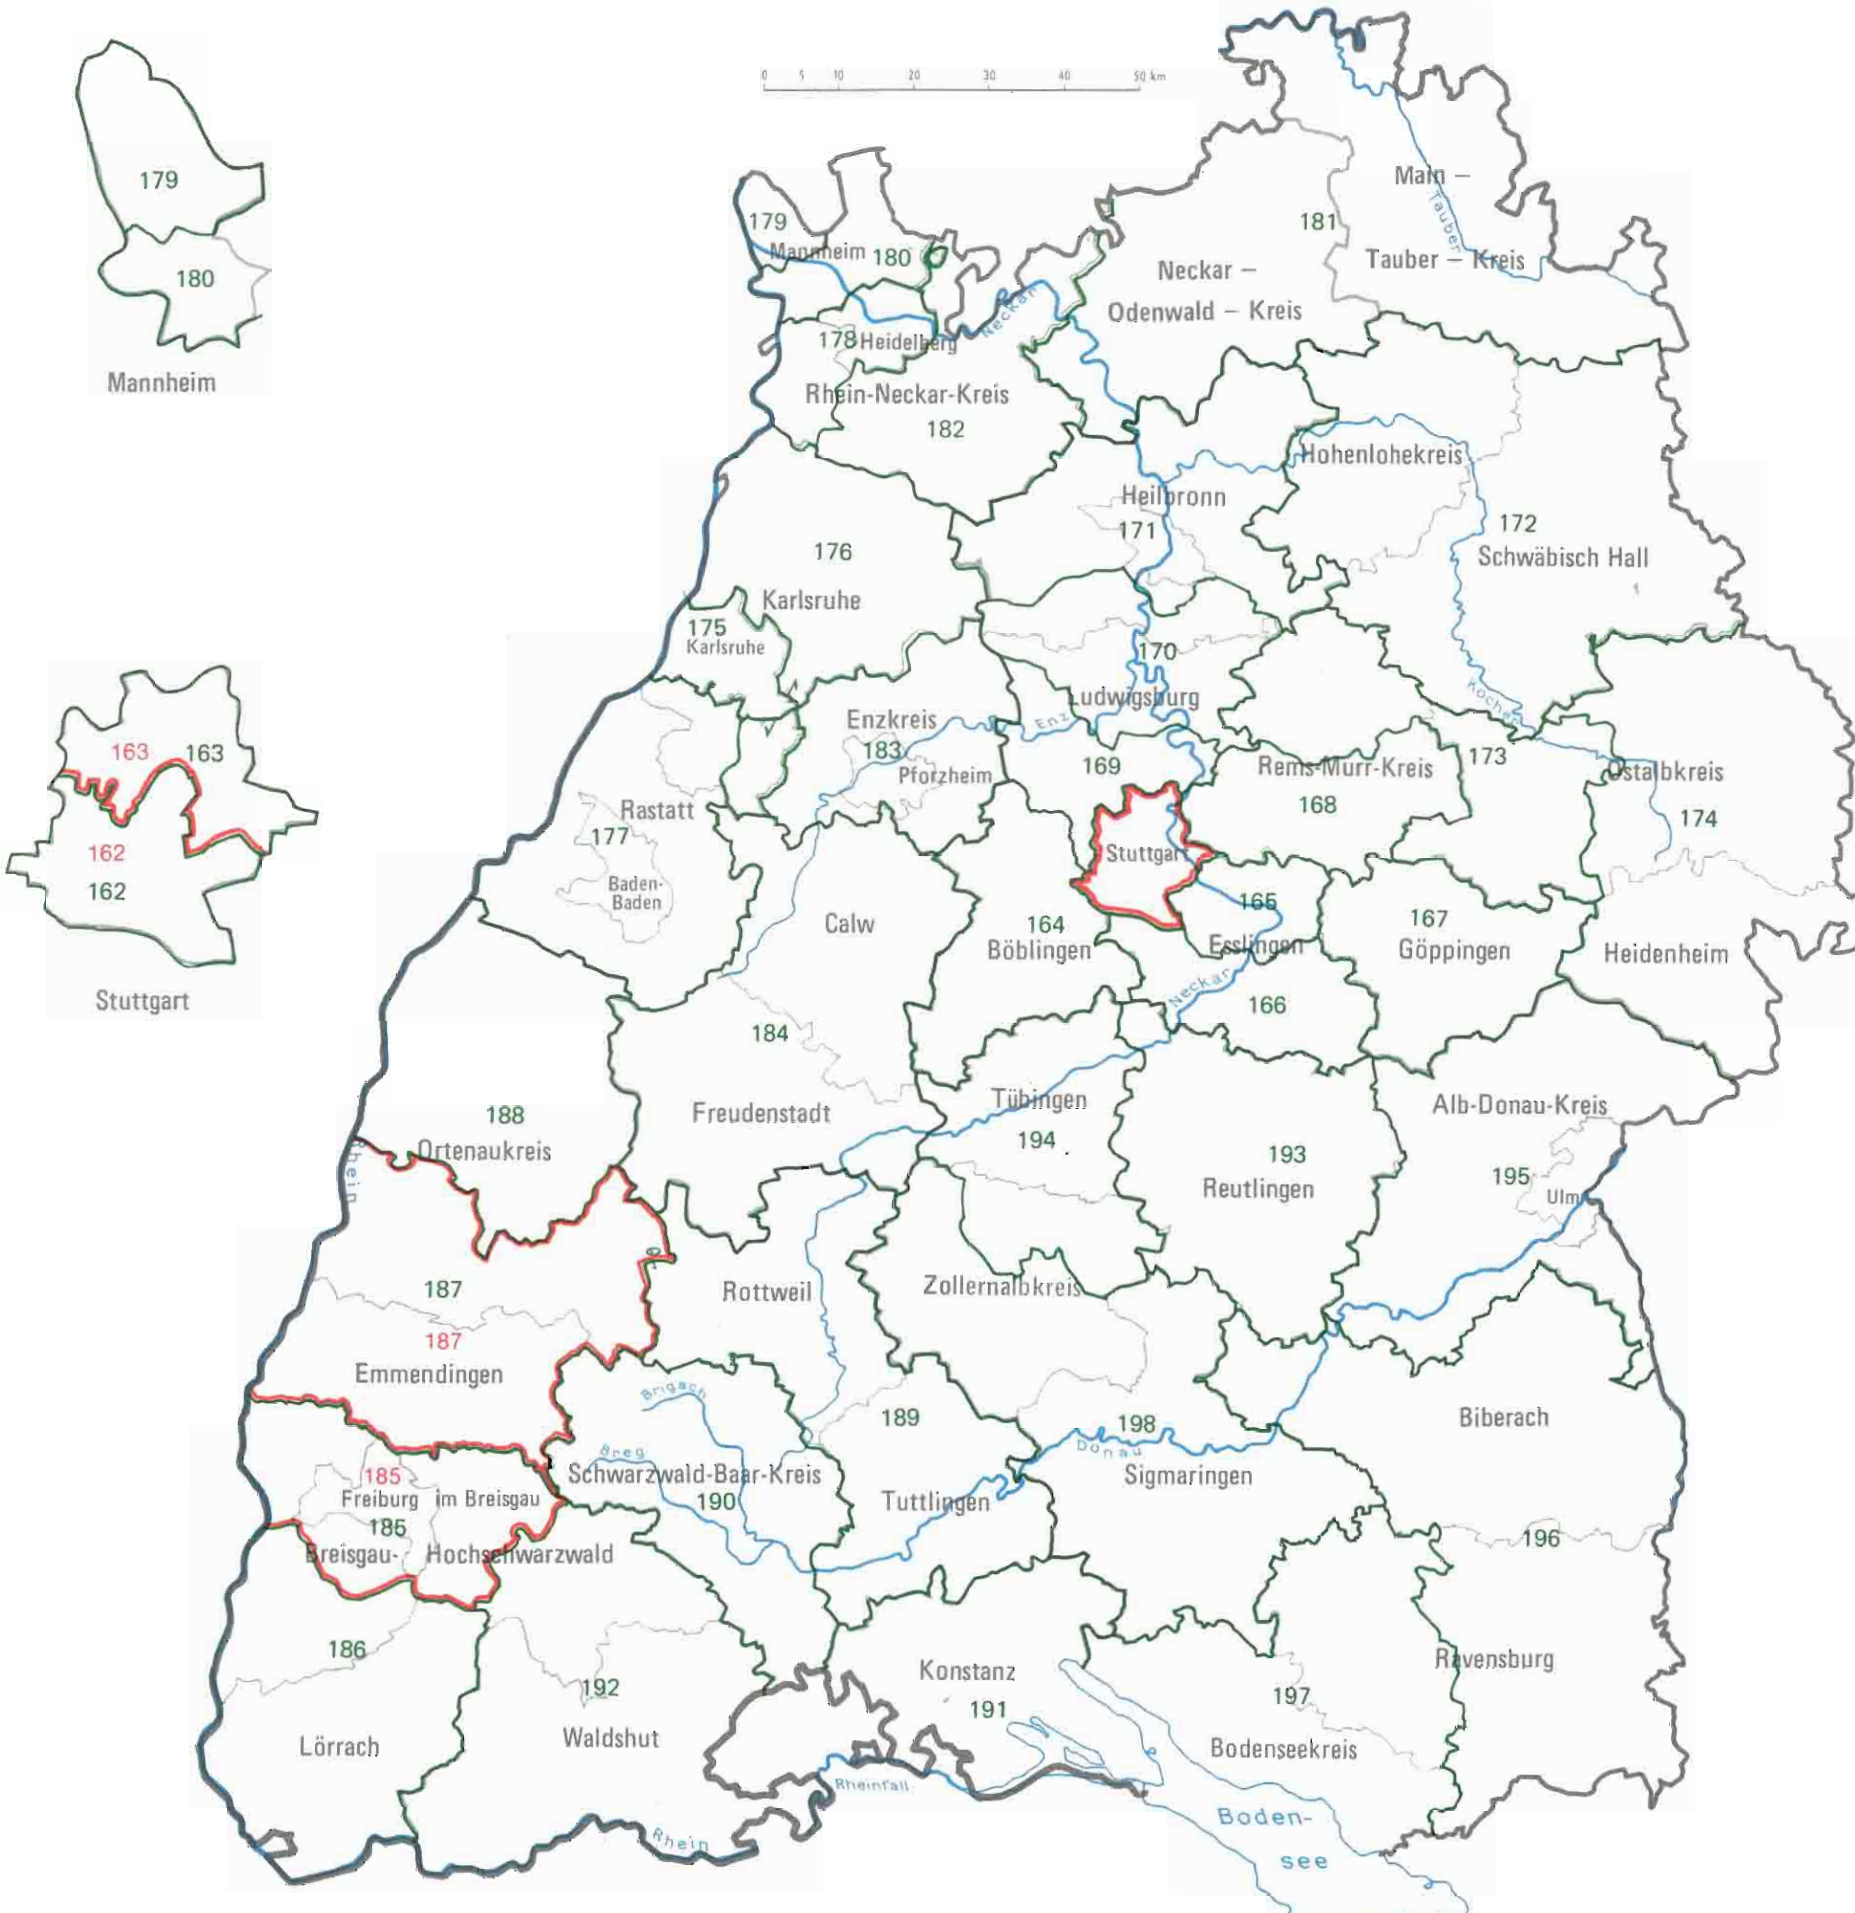 0 5 10 20 30 40 50 km
179
180
Mannheim
Main –
Tauber
Tauber – Kreis
181
179
Mannheim 180
Neckar –
Odenwald – Kreis
Neckar
178 Heidelberg
Rhein-Neckar-Kreis
182
Hohenlohekreis
Heilbronn
171
172
Schwäbisch Hall
176
Karlsruhe
175
Karlsruhe
170
Ludwigsburg
Kocher
Enzkreis
Enz
183
Pforzheim
169
Rems-Murr-Kreis
173
Ostalbkreis
168
174
163 163
162
162
Stuttgart
Rastatt
177
Baden-
Baden
Stuttgart
Calw
164
Böblingen
165
Esslingen
167
Göppingen
Heidenheim
Neckar
166
184
188
Ortenaukreis
Freudenstadt
Tübingen
194
Alb-Donau-Kreis
193
Reutlingen
195
Ulm
Rhein
187
187
Emmendingen
Rottweil
Zollernalbkreis
Brigach
189
198
Donau
Biberach
Breg
Schwarzwald-Baar-Kreis
190
Sigmaringen
Tuttlingen
185
Freiburg im Breisgau
185
Breisgau- Hochschwarzwald
196
186
192
Konstanz
191
Ravensburg
197
Lörrach
Waldshut
Bodenseekreis
Rheinfall
Rhein
Boden-
see